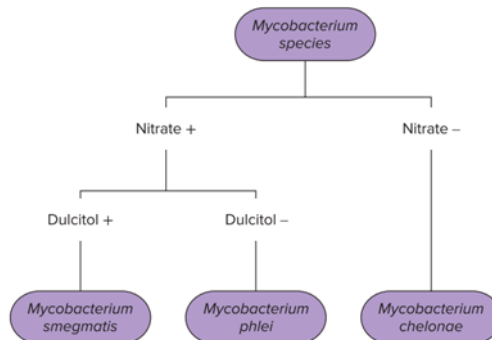 Mycobacterium
species
Nitrate +
Nitrate –
Dulcitol +
Dulcitol –
Mycobacterium
smegmatis
Mycobacterium
phlei
Mycobacterium
chelonae